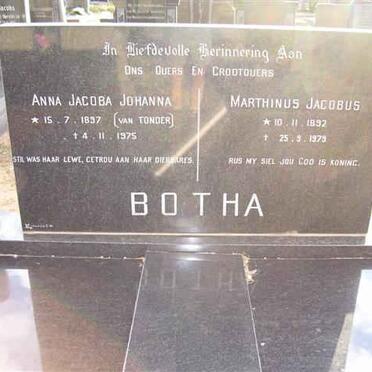 In Liefdevolle Herinnering Aan
Ons Ouers En Grootouers
Anna Jacoba Johanna
★ 15.7.1897 (van Tonder)
† 4.11.1975
Stil was haar lewe, getrou aan haar dierbares.
Marthinus Jacobus
★ 10.11.1892
† 25.9.1979
Rus my siel jou God is Koning.
BOTHA